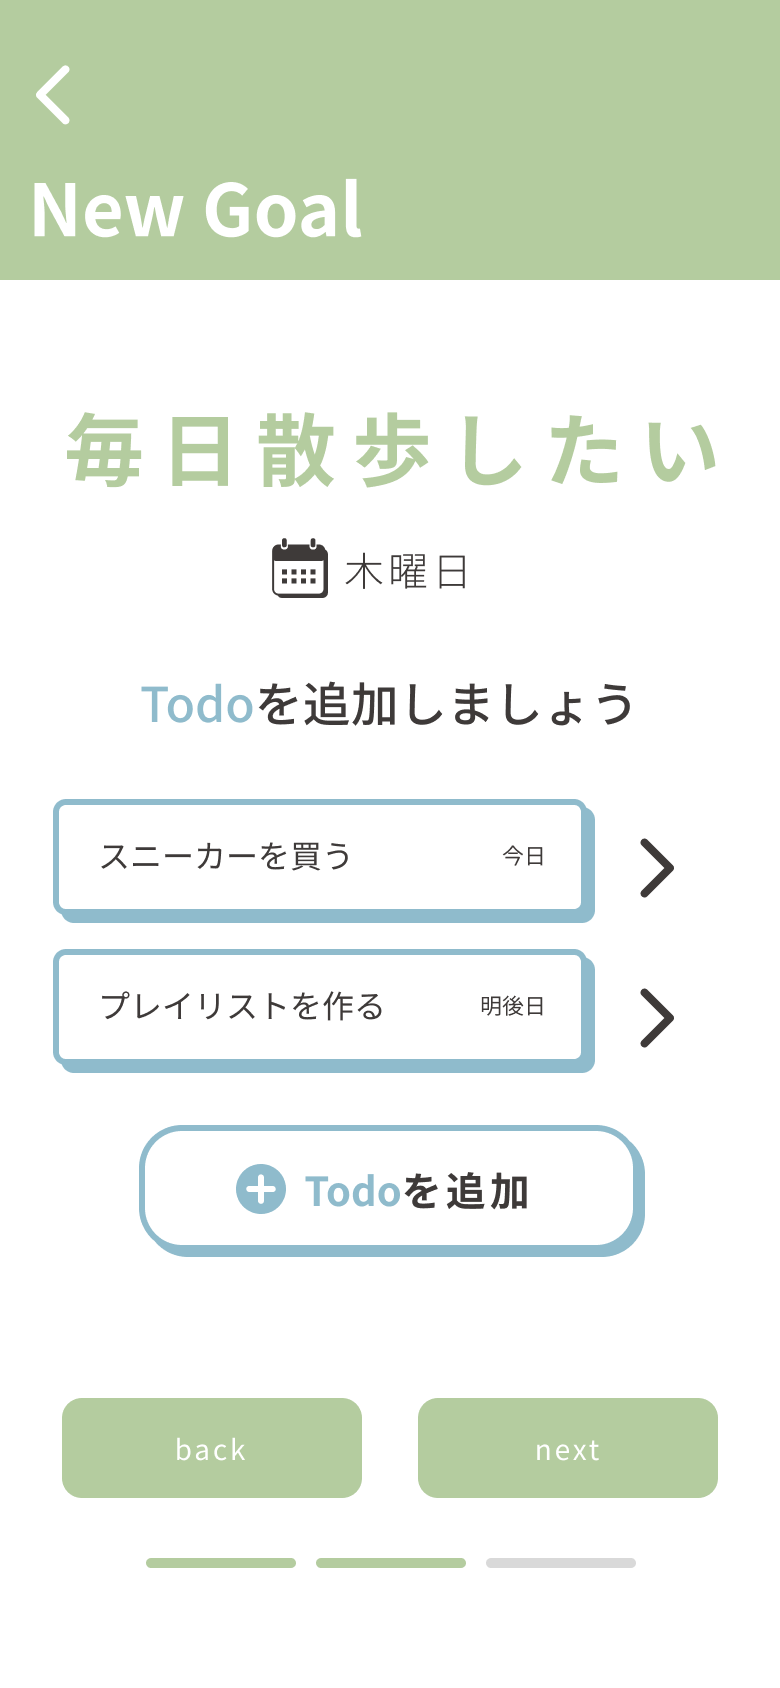 New Goal
毎日散歩したい
木曜日
Todoを追加しましょう
スニーカーを買う 今日
プレイリストを作る 明後日
Todoを追加
back next